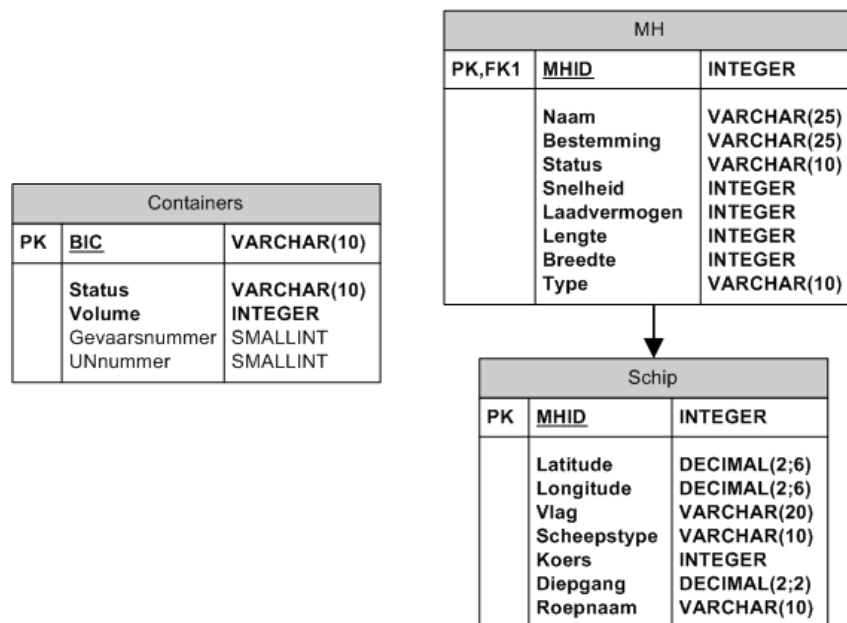 MH
PK,FK1 MHID INTEGER
Naam VARCHAR(25)
Bestemming VARCHAR(25)
Status VARCHAR(10)
Snelheid INTEGER
Laadvermogen INTEGER
Lengte INTEGER
Breedte INTEGER
Type VARCHAR(10)
Containers
PK BIC VARCHAR(10)
Status VARCHAR(10)
Volume INTEGER
Gevaarsnummer SMALLINT
UNnummer SMALLINT
Schip
PK MHID INTEGER
Latitude DECIMAL(2;6)
Longitude DECIMAL(2;6)
Vlag VARCHAR(20)
Scheepstype VARCHAR(10)
Koers INTEGER
Diepgang DECIMAL(2;2)
Roepnaam VARCHAR(10)